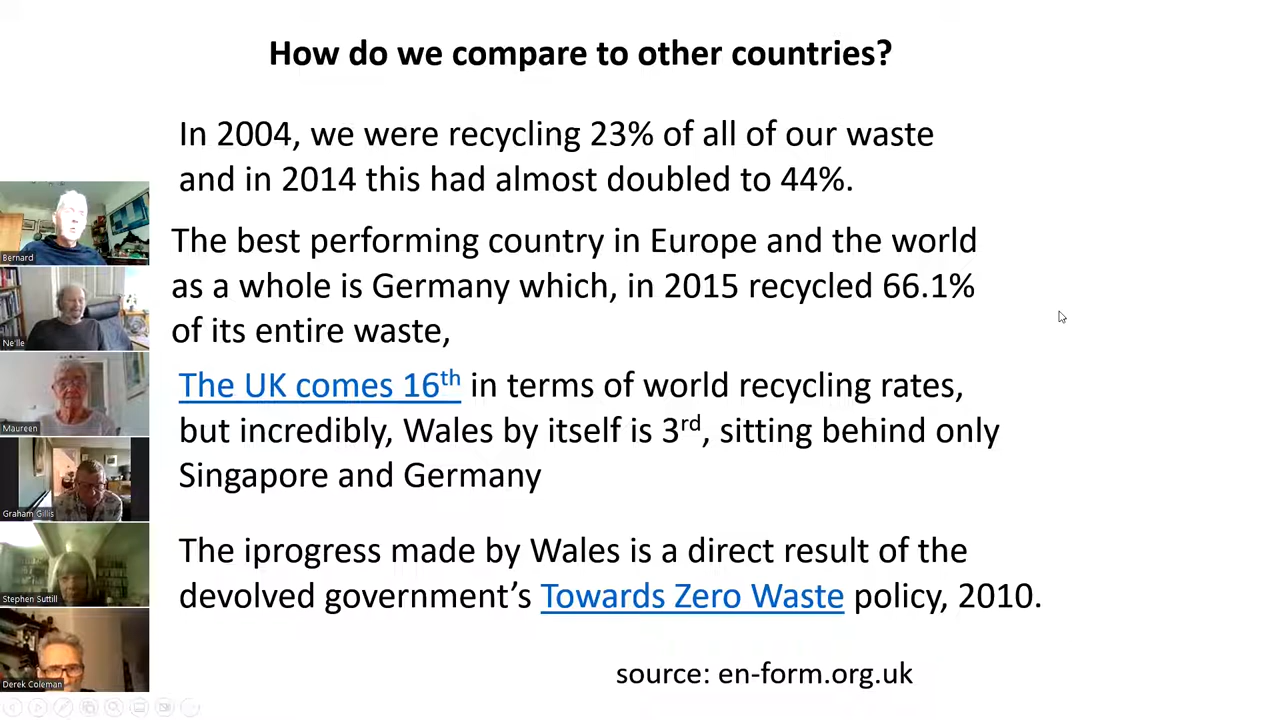 How do we compare to other countries?
In 2004, we were recycling 23% of all of our waste
and in 2014 this had almost doubled to 44%.
The best performing country in Europe and the world
as a whole is Germany which, in 2015 recycled 66.1%
of its entire waste,
The UK comes 16th in terms of world recycling rates,
but incredibly, Wales by itself is 3rd, sitting behind only
Singapore and Germany
The iprogress made by Wales is a direct result of the
devolved government’s Towards Zero Waste policy, 2010.
source: en-form.org.uk
Bernard
Ne'lle
Maureen
Graham Gillis
Stephen Suttill
Derek Coleman